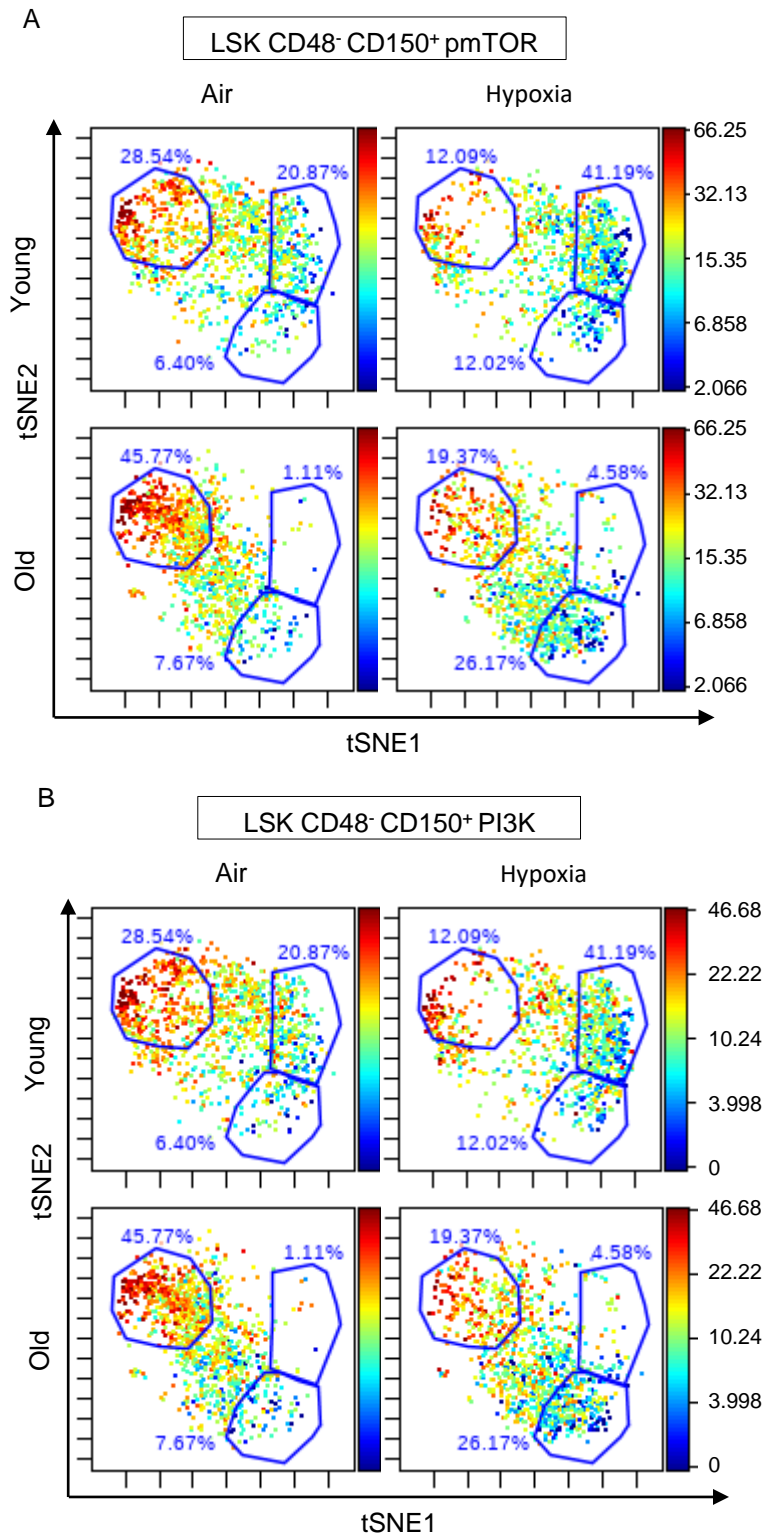 A
LSK CD48⁻ CD150⁺ pmTOR
Air
Hypoxia
28.54%
20.87%
6.40%
12.09%
41.19%
12.02%
66.25
32.13
15.35
6.858
2.066
Young
45.77%
1.11%
7.67%
19.37%
4.58%
26.17%
66.25
32.13
15.35
6.858
2.066
Old
tSNE2
tSNE1
B
LSK CD48⁻ CD150⁺ PI3K
Air
Hypoxia
28.54%
20.87%
6.40%
12.09%
41.19%
12.02%
46.68
22.22
10.24
3.998
0
Young
45.77%
1.11%
7.67%
19.37%
4.58%
26.17%
46.68
22.22
10.24
3.998
0
Old
tSNE2
tSNE1